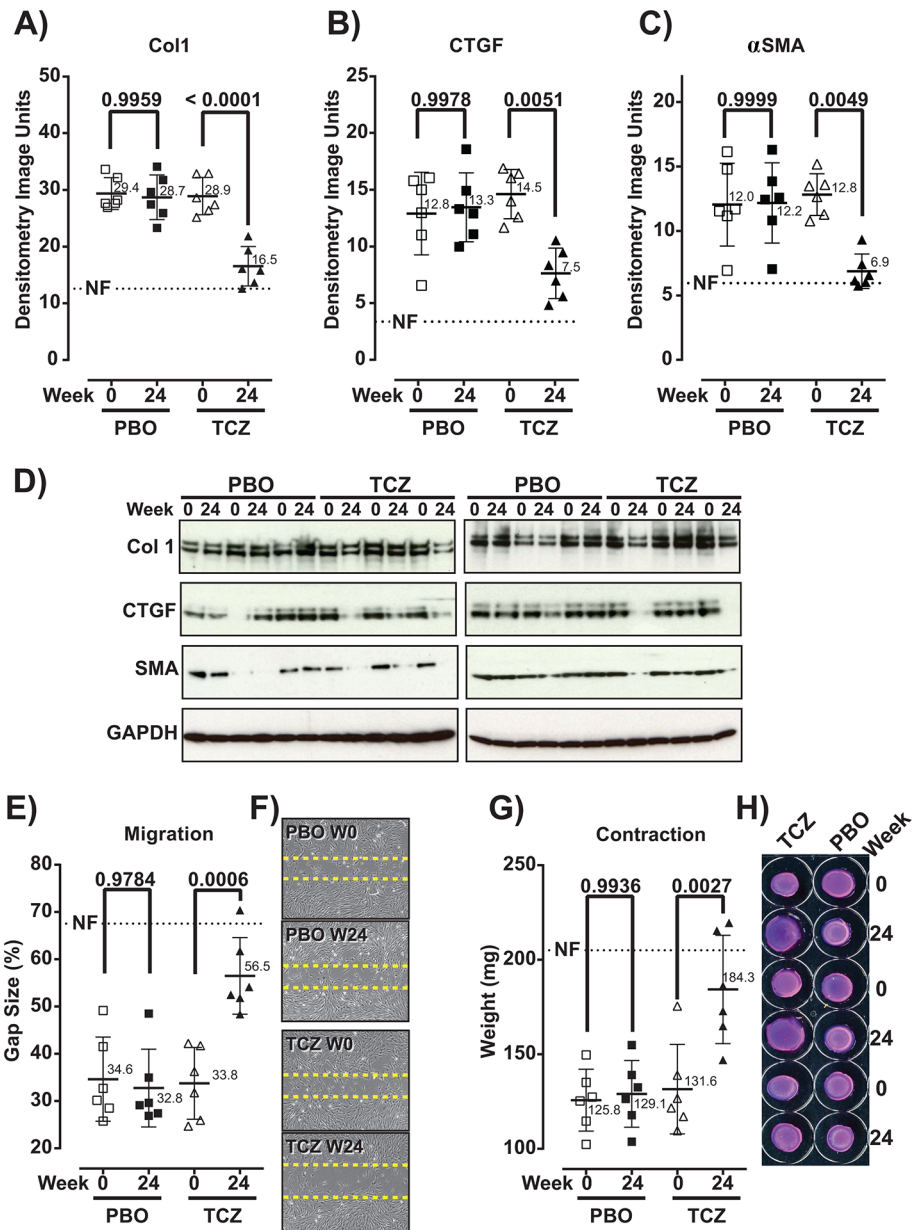 A)
Col1
Densitometry Image Units
50
40
30
20
10
0
0.9959
< 0.0001
29.4
28.7
28.9
16.5
NF
Week 0 24 0 24
PBO TCZ
B)
CTGF
Densitometry Image Units
25
20
15
10
5
0
0.9978
0.0051
12.8
13.3
14.5
7.5
NF
0 24 0 24
PBO TCZ
C)
αSMA
Densitometry Image Units
20
15
10
5
0
0.9999
0.0049
12.0
12.2
12.8
6.9
NF
Week 0 24 0 24
PBO TCZ
D)
PBO TCZ PBO TCZ
Week 0 24 0 24 0 24 0 24 0 24 0 24 0 24 0 24 0 24 0 24 0 24 0 24
Col 1
CTGF
SMA
GAPDH
E)
Migration
Gap Size (%)
80
70
60
50
40
30
20
0.9784
0.0006
NF
34.6
32.8
33.8
56.5
Week 0 24 0 24
PBO TCZ
F)
PBO W0
PBO W24
TCZ W0
TCZ W24
G)
Contraction
Weight (mg)
250
200
150
100
0.9936
0.0027
NF
125.8
129.1
131.6
184.3
Week 0 24 0 24
PBO TCZ
H)
TCZ PBO Week
0
24
0
24
0
24